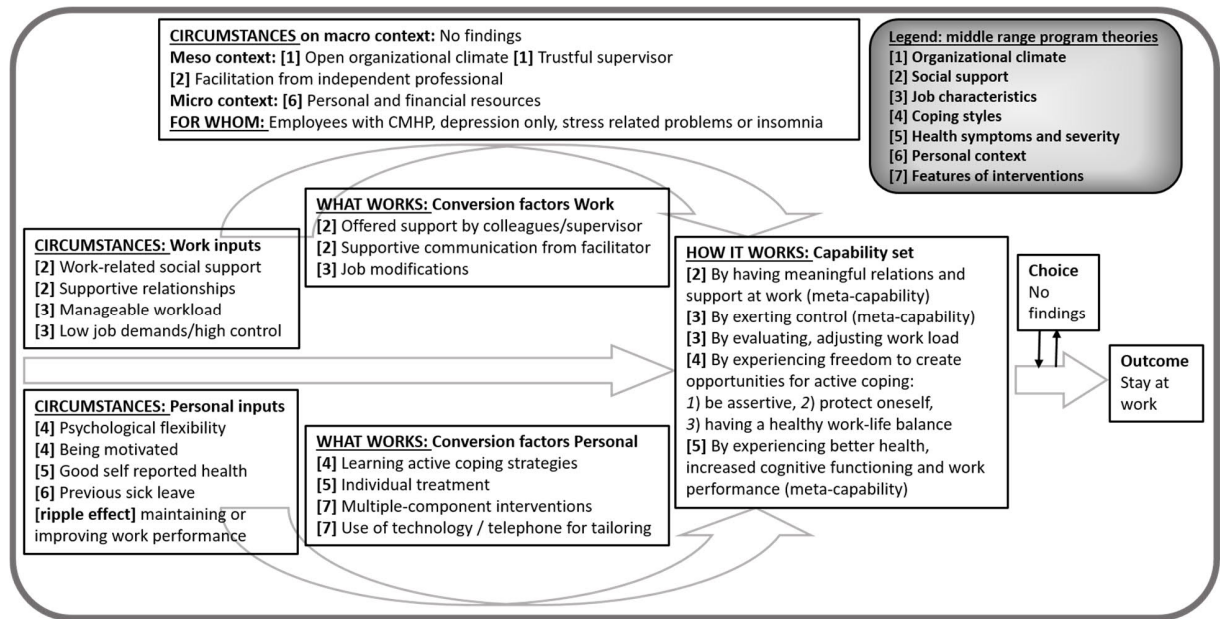 CIRCUMSTANCES on macro context: No findings
Meso context: [1] Open organizational climate [1] Trustful supervisor
[2] Facilitation from independent professional
Micro context: [6] Personal and financial resources
FOR WHOM: Employees with CMHP, depression only, stress related problems or insomnia
Legend: middle range program theories
[1] Organizational climate
[2] Social support
[3] Job characteristics
[4] Coping styles
[5] Health symptoms and severity
[6] Personal context
[7] Features of interventions
CIRCUMSTANCES: Work inputs
[2] Work-related social support
[2] Supportive relationships
[3] Manageable workload
[3] Low job demands/high control
WHAT WORKS: Conversion factors Work
[2] Offered support by colleagues/supervisor
[2] Supportive communication from facilitator
[3] Job modifications
CIRCUMSTANCES: Personal inputs
[4] Psychological flexibility
[4] Being motivated
[5] Good self reported health
[6] Previous sick leave
[ripple effect] maintaining or
improving work performance
WHAT WORKS: Conversion factors Personal
[4] Learning active coping strategies
[5] Individual treatment
[7] Multiple-component interventions
[7] Use of technology / telephone for tailoring
HOW IT WORKS: Capability set
[2] By having meaningful relations and
support at work (meta-capability)
[3] By exerting control (meta-capability)
[3] By evaluating, adjusting work load
[4] By experiencing freedom to create
opportunities for active coping:
1) be assertive, 2) protect oneself,
3) having a healthy work-life balance
[5] By experiencing better health,
increased cognitive functioning and work
performance (meta-capability)
Choice
No
findings
Outcome
Stay at
work